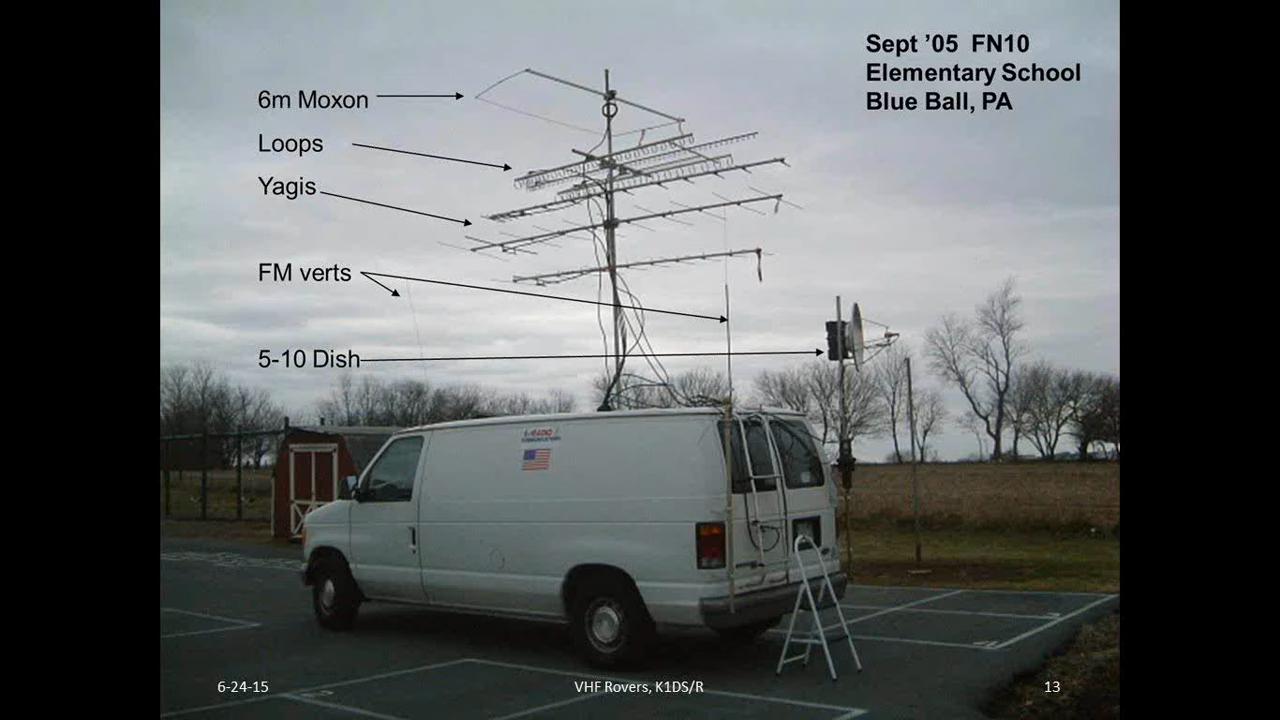 Sept ’05 FN10
Elementary School
Blue Ball, PA
6m Moxon
Loops
Yagis
FM verts
5-10 Dish
6-24-15
VHF Rovers, K1DS/R
13